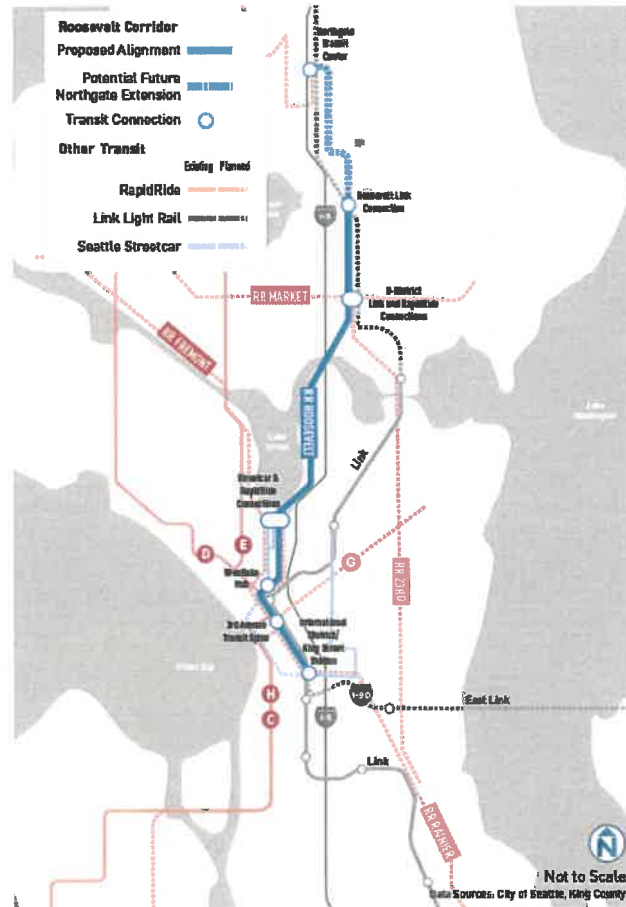 Roosevelt Corridor
Proposed Alignment
Potential Future
Northgate Extension
Transit Connection
Other Transit
Existing Planned
RapidRide
Link Light Rail
Seattle Streetcar
Northgate
Transit
Center
Roosevelt Link
Connection
RR MARKET
U-District
Link and RapidRide
Connections
RR FREMONT
RR ROOSEVELT
Link
Streetcar &
RapidRide
Connections
D
E
G
RR 23RD
Westlake
Hub
3rd Avenue
Transit Spine
International
District/
King Street
Station
H
C
I-90
East Link
I-5
Link
RR RAINIER
N
Not to Scale
Data Sources: City of Seattle, King County